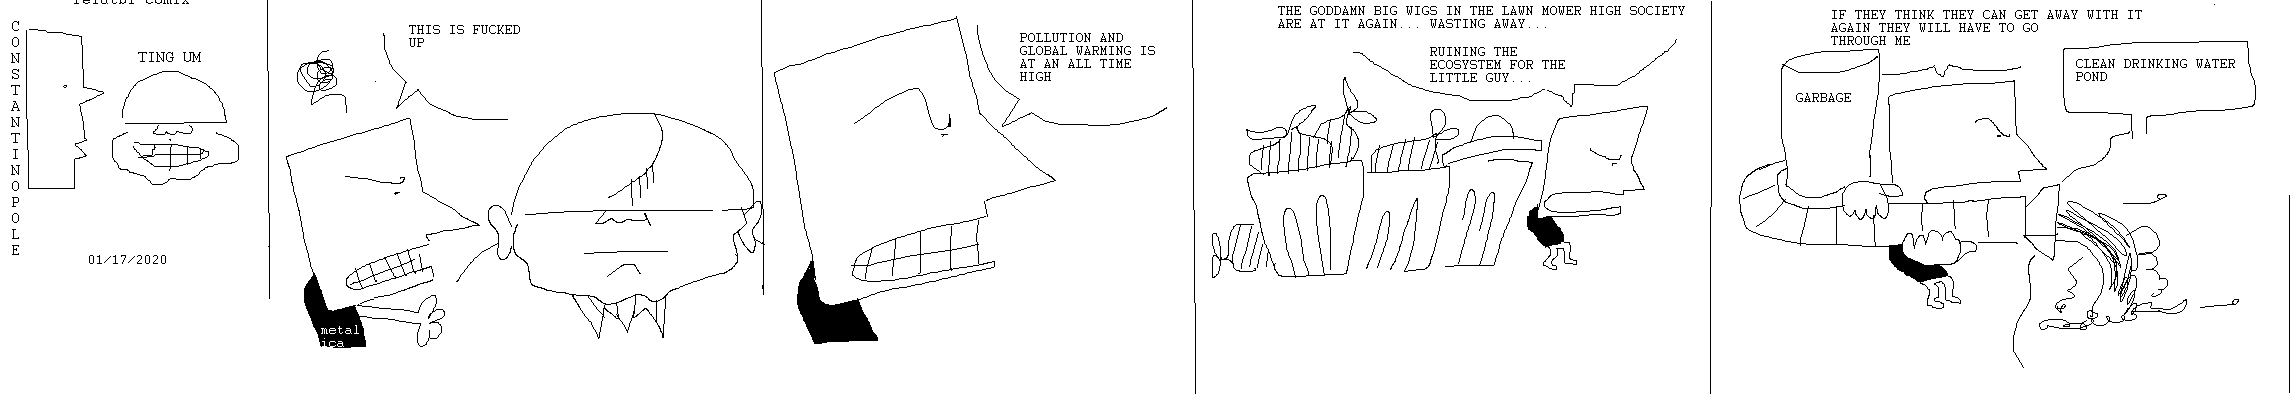 comix
CONSTANTINOPOLE
TING UM
01/17/2020
THIS IS FUCKED
UP
metal
ica
POLLUTION AND
GLOBAL WARMING IS
AT AN ALL TIME
HIGH
THE GODDAMN BIG WIGS IN THE LAWN MOWER HIGH SOCIETY
ARE AT IT AGAIN... WASTING AWAY...
RUINING THE
ECOSYSTEM FOR THE
LITTLE GUY...
IF THEY THINK THEY CAN GET AWAY WITH IT
AGAIN THEY WILL HAVE TO GO
THROUGH ME
GARBAGE
CLEAN DRINKING WATER
POND